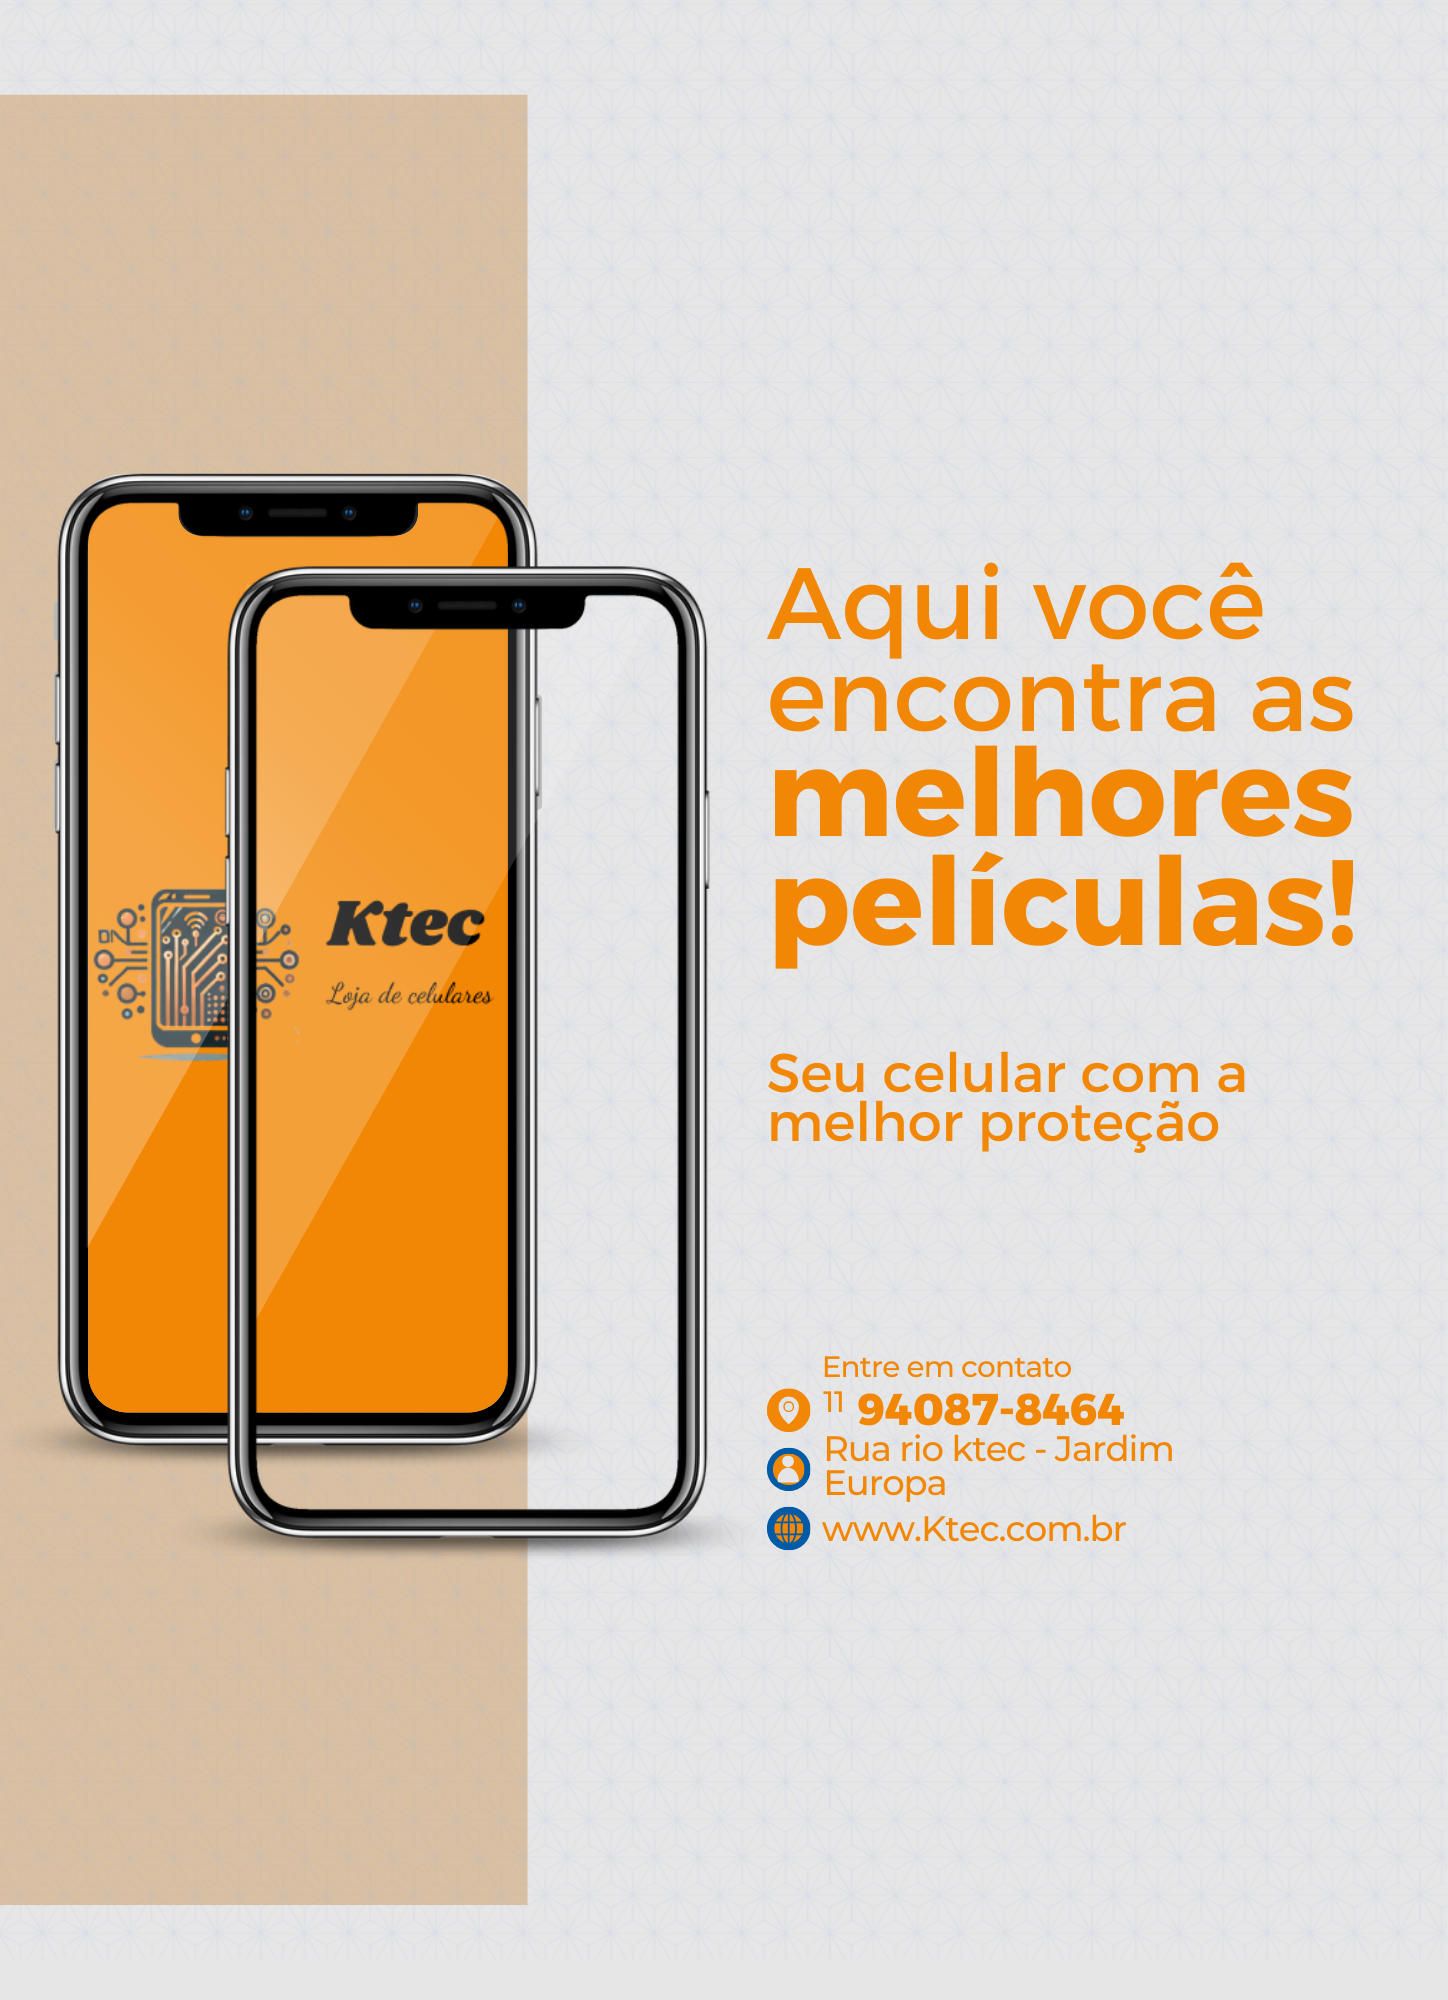 Ktec
Loja de celulares
Aqui você
encontra as
melhores
películas!
Seu celular com a
melhor proteção
Entre em contato
11 94087-8464
Rua rio ktec - Jardim
Europa
www.Ktec.com.br